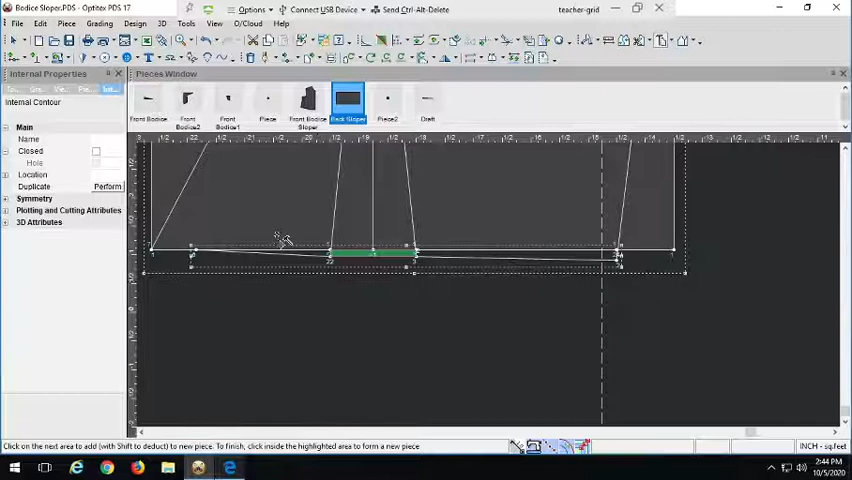 Bodice Sloper.PDS - Optitex PDS 17
Options
Connect USB Device
Send Ctrl-Alt-Delete
teacher-grid
File Edit Piece Grading Design 3D Tools View O/Cloud Help
Internal Properties
Pieces Window
Internal Contour
Main
Name
Closed
Hole
Location
Duplicate Perform
Symmetry
Plotting and Cutting Attributes
3D Attributes
Front Bodice
Front Bodice2
Front Bodice1
Piece
Front Bodice Sloper
Back Sloper
Piece2
Draft
Click on the next area to add (with Shift to deduct) to new piece. To finish, click inside the highlighted area to form a new piece
INCH - sq.feet
2:44 PM
10/5/2020